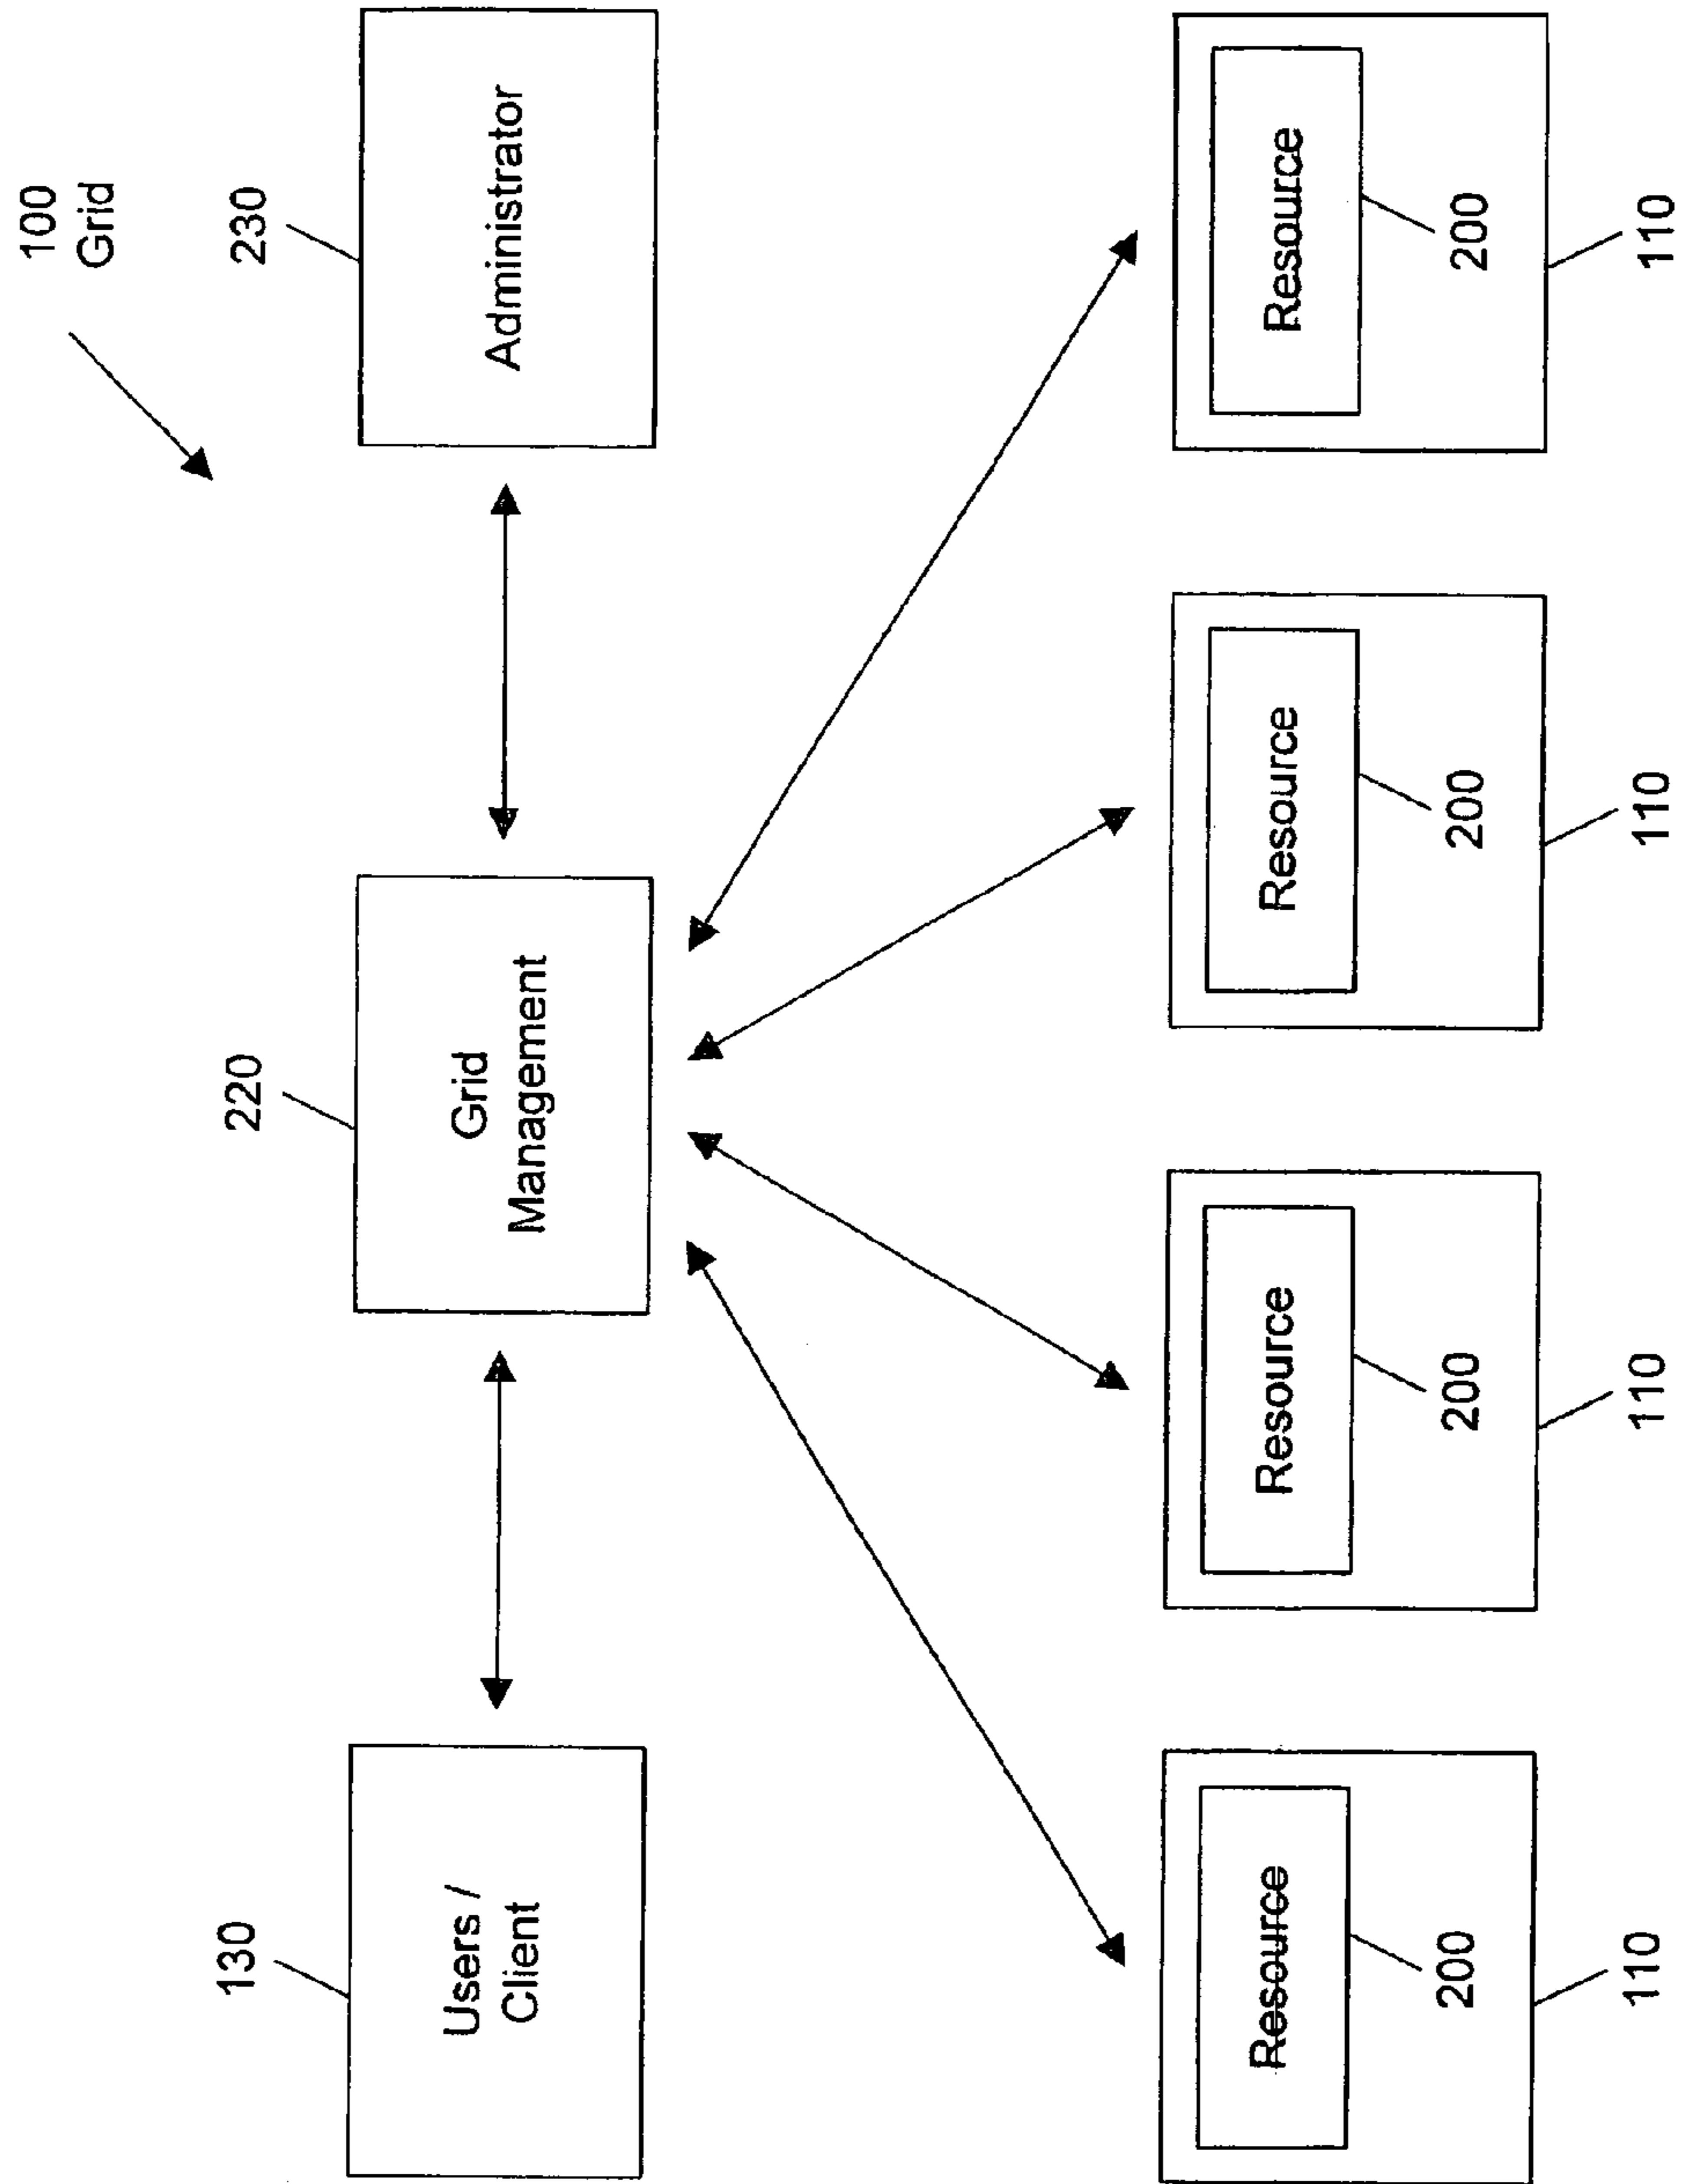 100
Grid
130
220
230
Users /
Client
Grid
Management
Administrator
Resource
Resource
Resource
Resource
200
200
200
200
110
110
110
110